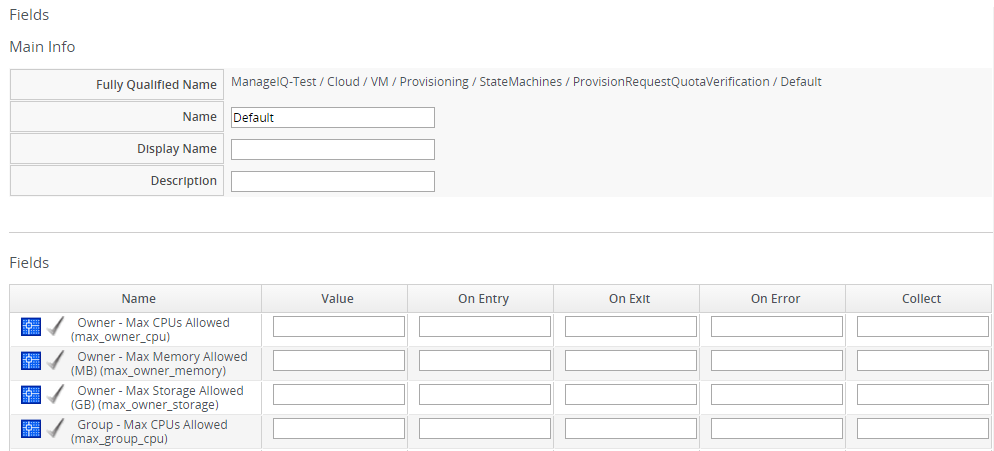 Fields
Main Info
Fully Qualified Name ManageIQ-Test / Cloud / VM / Provisioning / StateMachines / ProvisionRequestQuotaVerification / Default
Name Default
Display Name
Description
Fields
Name Value On Entry On Exit On Error Collect
Owner - Max CPUs Allowed
(max_owner_cpu)
Owner - Max Memory Allowed
(MB) (max_owner_memory)
Owner - Max Storage Allowed
(GB) (max_owner_storage)
Group - Max CPUs Allowed
(max_group_cpu)